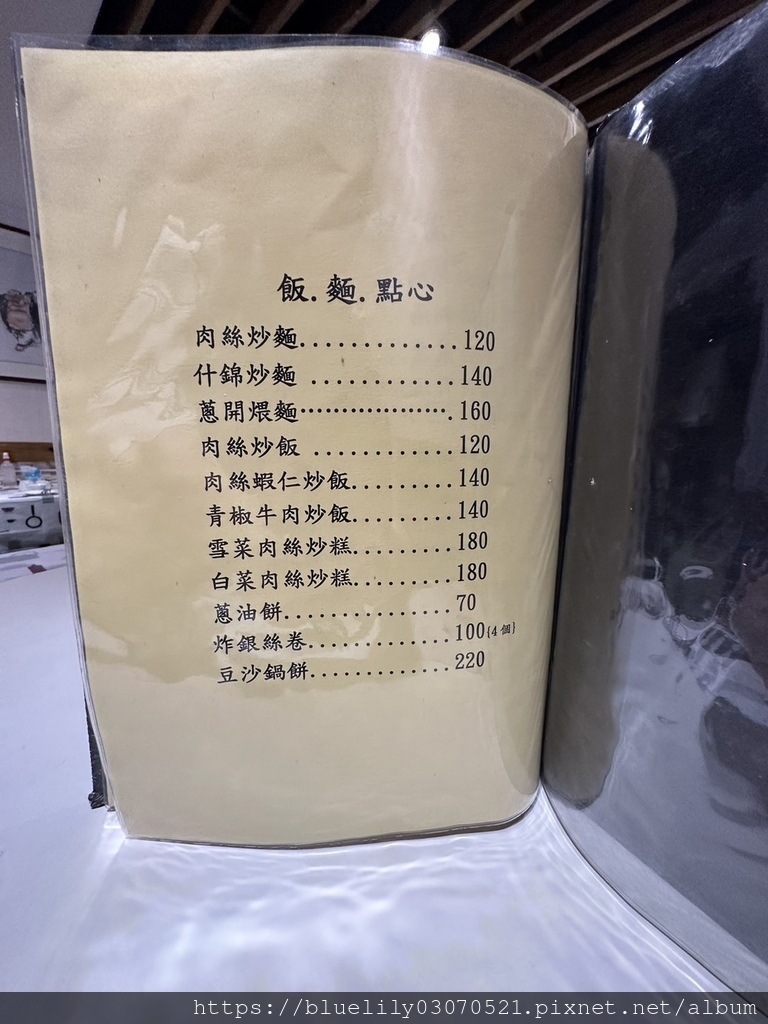 飯.麵.點心
肉絲炒麵.............120
什錦炒麵 ............140
蔥開煨麵···················.160
肉絲炒飯 ............120
肉絲蝦仁炒飯.........140
青椒牛肉炒飯.........140
雪菜肉絲炒糕.........180
白菜肉絲炒糕.........180
蔥油餅...............70
炸銀絲卷.............100{4個}
豆沙鍋餅.............220
https://bluelily03070521.pixnet.net/album